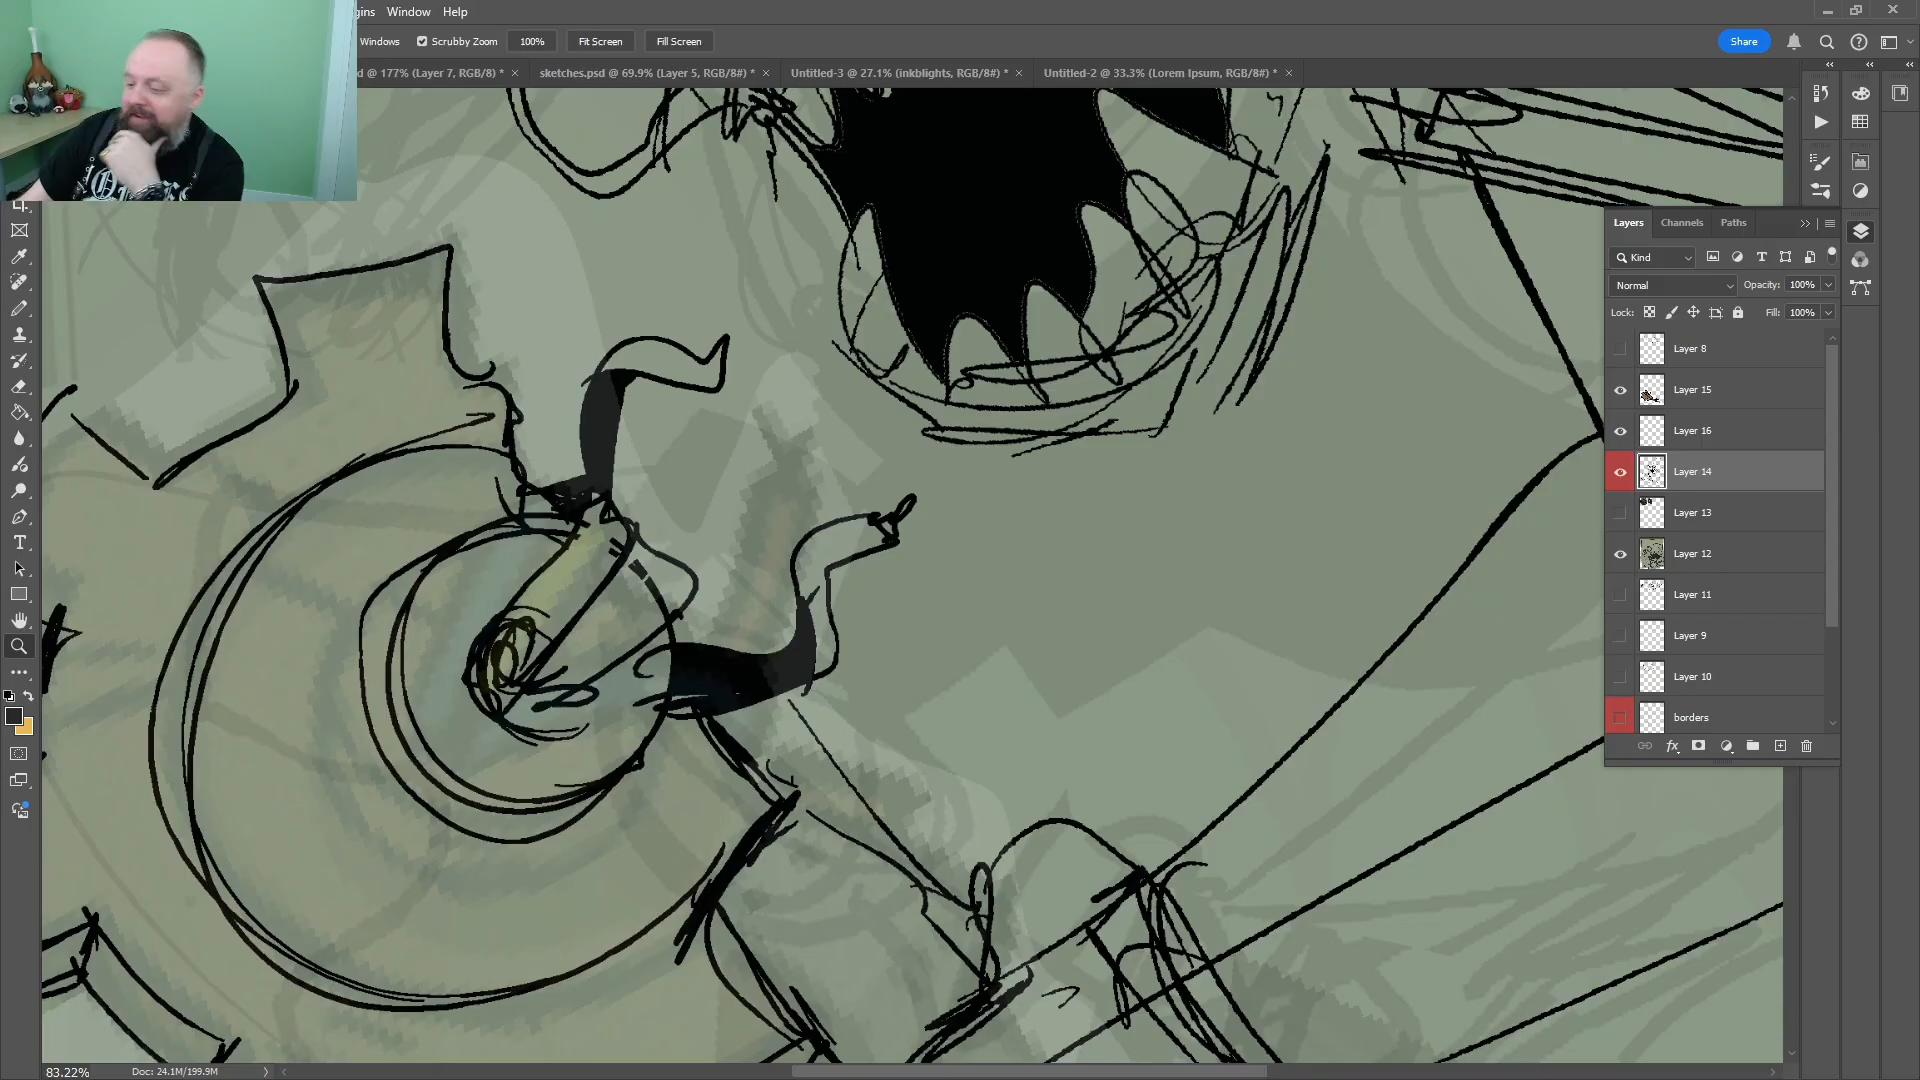 gins Window Help
Windows Scrubby Zoom 100% Fit Screen Fill Screen Share
d @ 177% (Layer 7, RGB/8) * × sketches.psd @ 69.9% (Layer 5, RGB/8#) * × Untitled-3 @ 27.1% (inkblights, RGB/8#) * × Untitled-2 @ 33.3% (Lorem Ipsum, RGB/8#) * ×
Layers Channels Paths
Kind
Normal Opacity: 100%
Lock: Fill: 100%
Layer 8
Layer 15
Layer 16
Layer 14
Layer 13
Layer 12
Layer 11
Layer 9
Layer 10
borders
83.22% Doc: 24.1M/199.9M